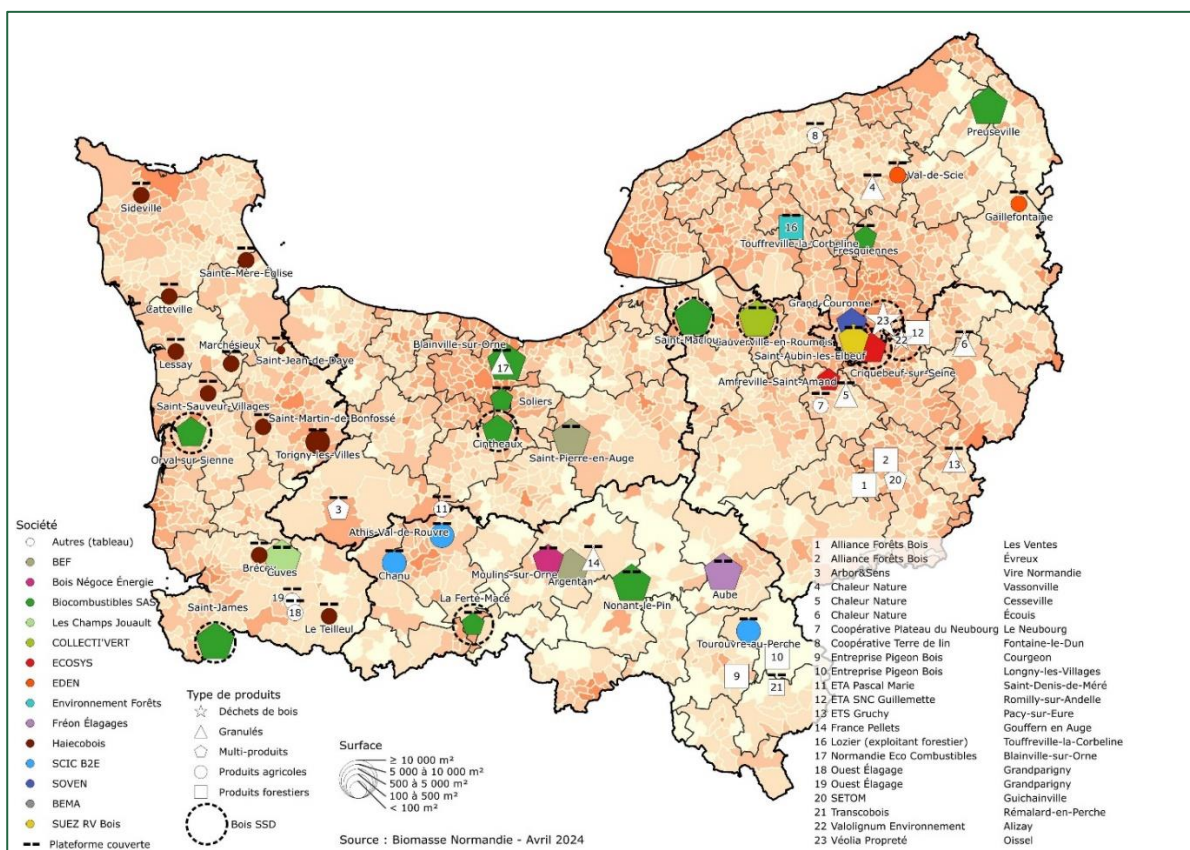 Preuseville
8
Val-de-Scie
4
Gaillefontaine
Sideville
16
Touffreville-la-Corbeline
Fresquiennes
Sainte-Mère-Église
Catteville
Grand-Couronne
23
12
22
6
Saint-Maclou
Hauverville-en-Roumois
Saint-Aubin-les-Elbeuf
Criquebeuf-sur-Seine
Marchésieux
Saint-Jean-de-Daye
Lessay
Blainville-sur-Orne
17
Amfreville-Saint-Amand
5
7
Saint-Sauveur-Villages
Soliers
Saint-Martin-de-Bonfossé
Cintheaux
Orval sur Sienne
Torigny-les-Villes
Saint-Pierre-en-Auge
2
13
1
20
3
11
Athis-Val-de-Rouvre
Brécey
Cuves
Chanu
Moulins-sur-Orne
Argentan
14
Nonant-le-Pin
Aube
La Ferté-Macé
Saint-James
19
18
Le Teilleul
Tourouvre-au-Perche
10
9
21
Société
Autres (tableau)
BEF
Bois Négoce Énergie
Biocombustibles SAS
Les Champs Jouault
COLLECTI'VERT
ECOSYS
EDEN
Environnement Forêts
Fréon Élagages
Haiecobois
SCIC B2E
SOVEN
BEMA
SUEZ RV Bois
Plateforme couverte
Type de produits
Déchets de bois
Granulés
Multi-produits
Produits agricoles
Produits forestiers
Bois SSD
Surface
≥ 10 000 m²
5 000 à 10 000 m²
500 à 5 000 m²
100 à 500 m²
< 100 m²
Source : Biomasse Normandie - Avril 2024
1 Alliance Forêts Bois Les Ventes
2 Alliance Forêts Bois Évreux
3 Arbor&Sens Vire Normandie
4 Chaleur Nature Vassonville
5 Chaleur Nature Cesseville
6 Chaleur Nature Écouis
7 Coopérative Plateau du Neubourg Le Neubourg
8 Coopérative Terre de lin Fontaine-le-Dun
9 Entreprise Pigeon Bois Courgeon
10 Entreprise Pigeon Bois Longny-les-Villages
11 ETA Pascal Marie Saint-Denis-de-Méré
12 ETA SNC Guillemette Romilly-sur-Andelle
13 ETS Gruchy Pacy-sur-Eure
14 France Pellets Gouffern en Auge
16 Lozier (exploitant forestier) Touffreville-la-Corbeline
17 Normandie Eco Combustibles Blainville-sur-Orne
18 Ouest Élagage Grandparigny
19 Ouest Élagage Grandparigny
20 SETOM Guichainville
21 Transcobois Rémalard-en-Perche
22 Valolignum Environnement Alizay
23 Véolia Propreté Oissel